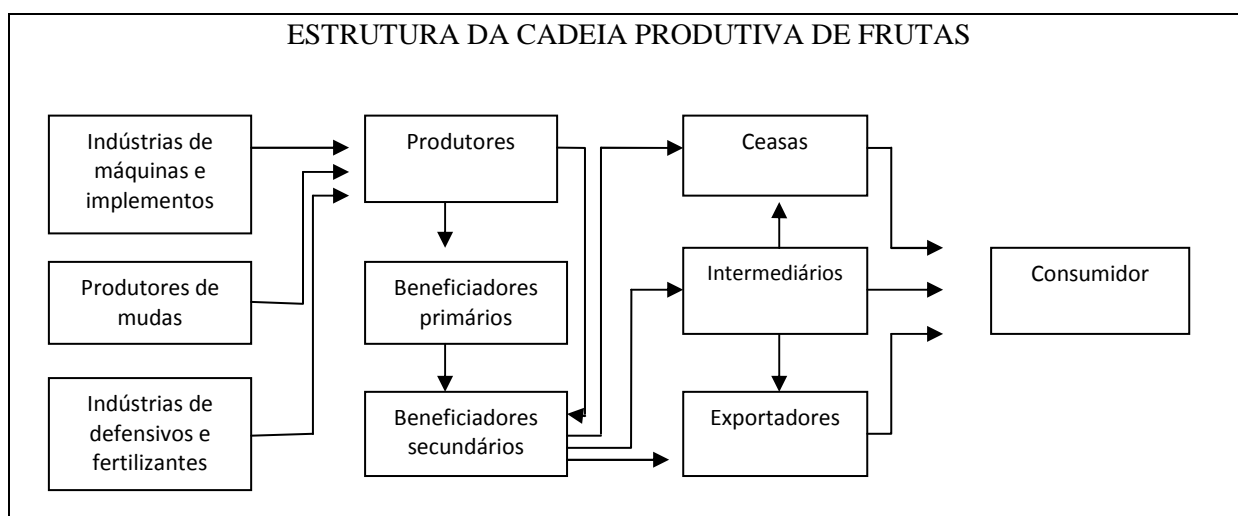 ESTRUTURA DA CADEIA PRODUTIVA DE FRUTAS
Indústrias de
máquinas e
implementos
Produtores de
mudas
Indústrias de
defensivos e
fertilizantes
Produtores
Beneficiadores
primários
Beneficiadores
secundários
Ceasas
Intermediários
Exportadores
Consumidor